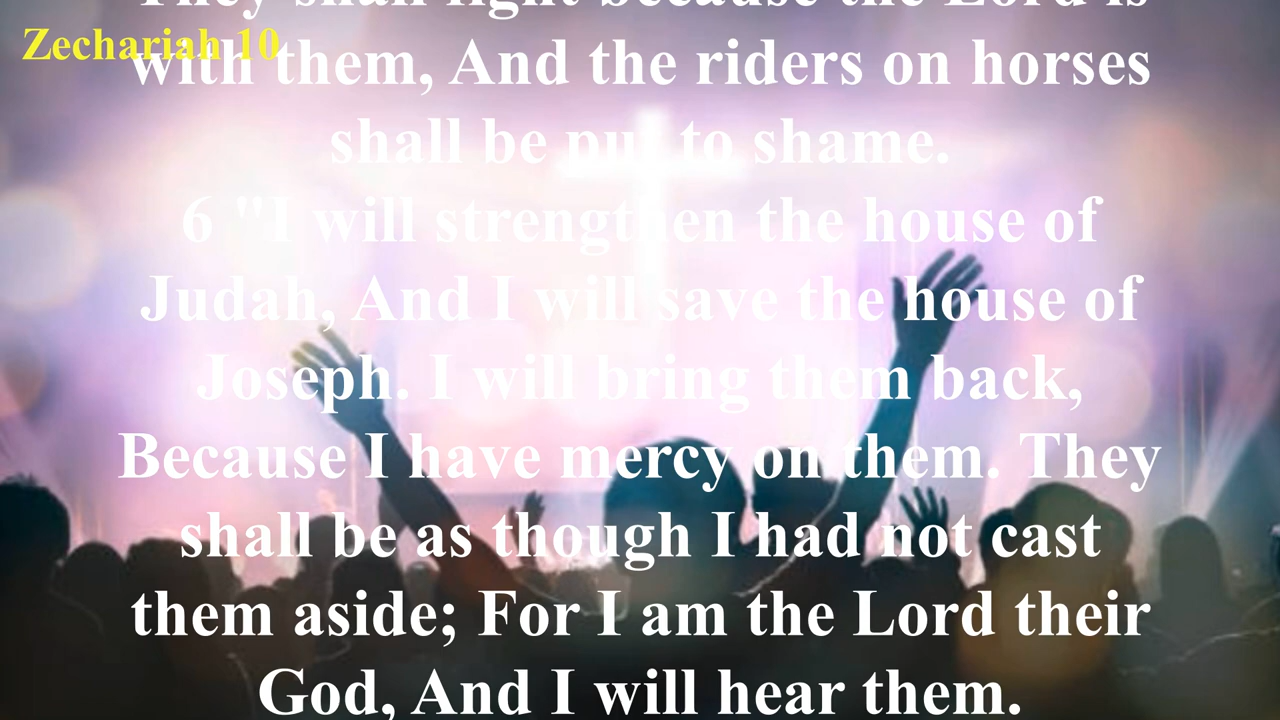 They shall fight because the Lord is
Zechariah 10
with them, And the riders on horses
shall be put to shame.
6 "I will strengthen the house of
Judah, And I will save the house of
Joseph. I will bring them back,
Because I have mercy on them. They
shall be as though I had not cast
them aside; For I am the Lord their
God, And I will hear them.